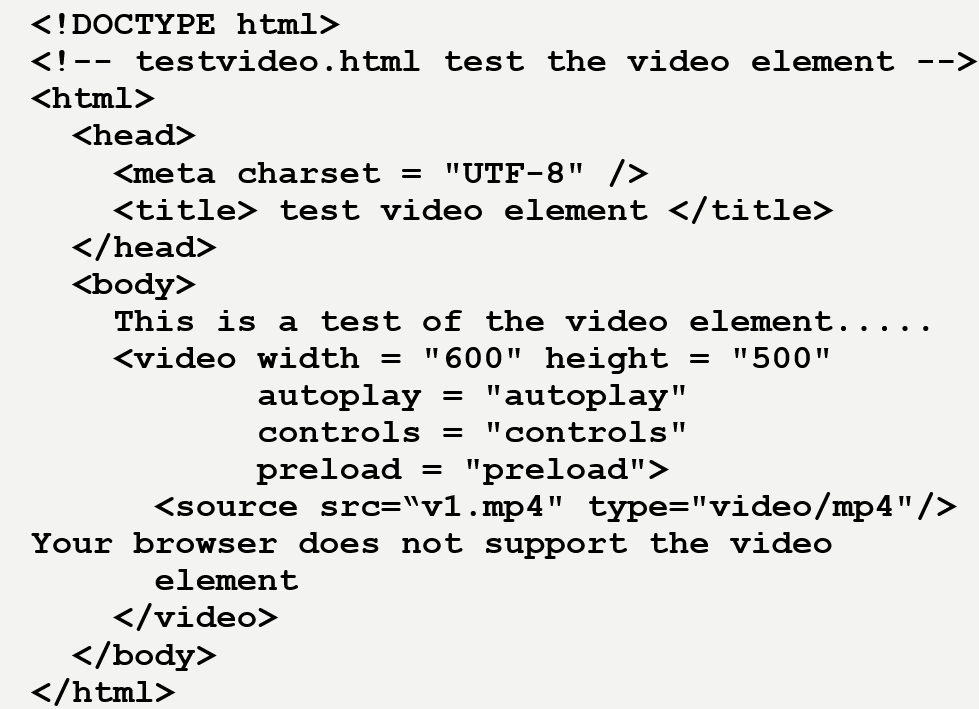 <!DOCTYPE html>
<!-- testvideo.html test the video element -->
<html>
<head>
<meta charset = "UTF-8" />
<title> test video element </title>
</head>
<body>
This is a test of the video element.....
<video width = "600" height = "500"
autoplay = "autoplay"
controls = "controls"
preload = "preload">
<source src=“v1.mp4" type="video/mp4"/>
Your browser does not support the video
element
</video>
</body>
</html>